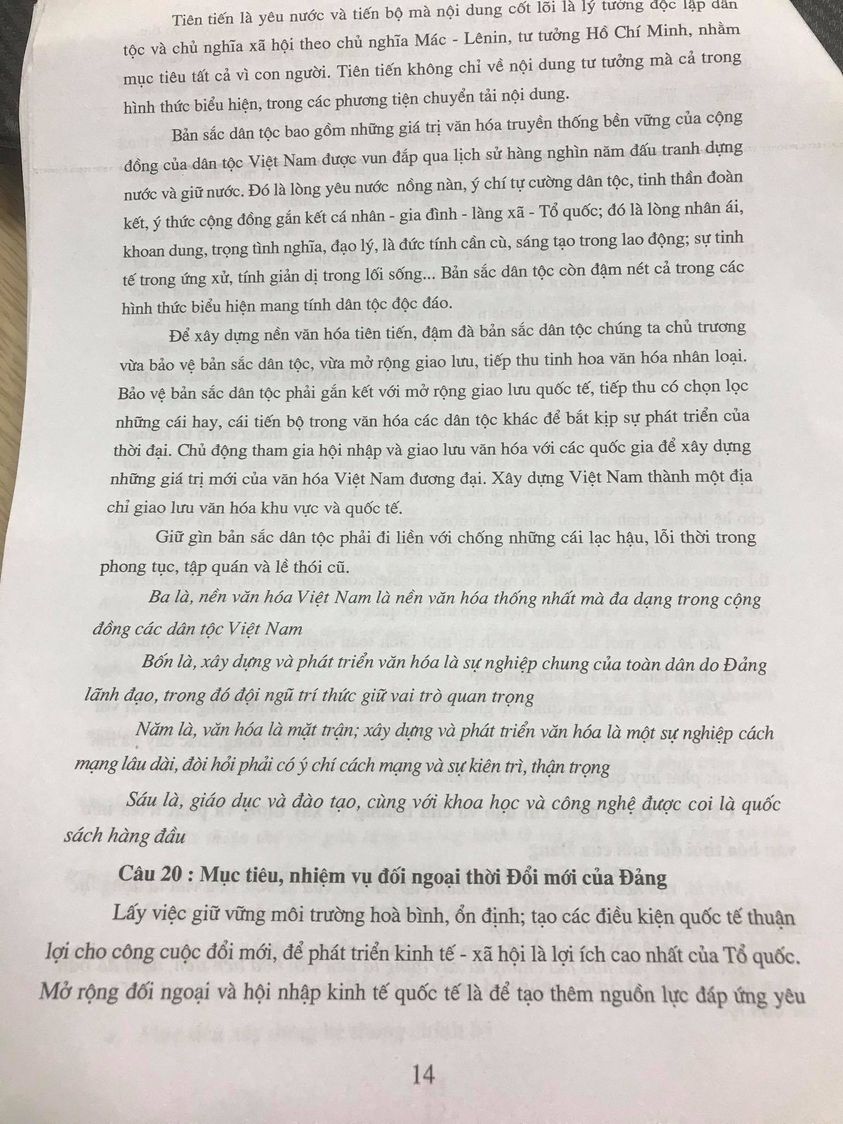 Tiên tiến là yêu nước và tiến bộ mà nội dung cốt lõi là lý tưởng độc lập dân
tộc và chủ nghĩa xã hội theo chủ nghĩa Mác - Lênin, tư tưởng Hồ Chí Minh, nhằm
mục tiêu tất cả vì con người. Tiên tiến không chỉ về nội dung tư tưởng mà cả trong
hình thức biểu hiện, trong các phương tiện chuyển tải nội dung.
Bản sắc dân tộc bao gồm những giá trị văn hóa truyền thống bền vững của cộng
đồng của dân tộc Việt Nam được vun đắp qua lịch sử hàng nghìn năm đấu tranh dựng
nước và giữ nước. Đó là lòng yêu nước nồng nàn, ý chí tự cường dân tộc, tinh thần đoàn
kết, ý thức cộng đồng gắn kết cá nhân - gia đình - làng xã - Tổ quốc; đó là lòng nhân ái,
khoan dung, trọng tình nghĩa, đạo lý, là đức tính cần cù, sáng tạo trong lao động; sự tinh
tế trong ứng xử, tính giản dị trong lối sống... Bản sắc dân tộc còn đậm nét cả trong các
hình thức biểu hiện mang tính dân tộc độc đáo.
Để xây dựng nền văn hóa tiên tiến, đậm đà bản sắc dân tộc chúng ta chủ trương
vừa bảo vệ bản sắc dân tộc, vừa mở rộng giao lưu, tiếp thu tinh hoa văn hóa nhân loại.
Bảo vệ bản sắc dân tộc phải gắn kết với mở rộng giao lưu quốc tế, tiếp thu có chọn lọc
những cái hay, cái tiến bộ trong văn hóa các dân tộc khác để bắt kịp sự phát triển của
thời đại. Chủ động tham gia hội nhập và giao lưu văn hóa với các quốc gia để xây dựng
những giá trị mới của văn hóa Việt Nam đương đại. Xây dựng Việt Nam thành một địa
chỉ giao lưu văn hóa khu vực và quốc tế.
Giữ gìn bản sắc dân tộc phải đi liền với chống những cái lạc hậu, lỗi thời trong
phong tục, tập quán và lề thói cũ.
Ba là, nền văn hóa Việt Nam là nền văn hóa thống nhất mà đa dạng trong cộng
đồng các dân tộc Việt Nam
Bốn là, xây dựng và phát triển văn hóa là sự nghiệp chung của toàn dân do Đảng
lãnh đạo, trong đó đội ngũ trí thức giữ vai trò quan trọng
Năm là, văn hóa là mặt trận; xây dựng và phát triển văn hóa là một sự nghiệp cách
mạng lâu dài, đòi hỏi phải có ý chí cách mạng và sự kiên trì, thận trọng
Sáu là, giáo dục và đào tạo, cùng với khoa học và công nghệ được coi là quốc
sách hàng đầu
Câu 20 : Mục tiêu, nhiệm vụ đối ngoại thời Đổi mới của Đảng
Lấy việc giữ vững môi trường hoà bình, ổn định; tạo các điều kiện quốc tế thuận
lợi cho công cuộc đổi mới, để phát triển kinh tế - xã hội là lợi ích cao nhất của Tổ quốc.
Mở rộng đối ngoại và hội nhập kinh tế quốc tế là để tạo thêm nguồn lực đáp ứng yêu
14